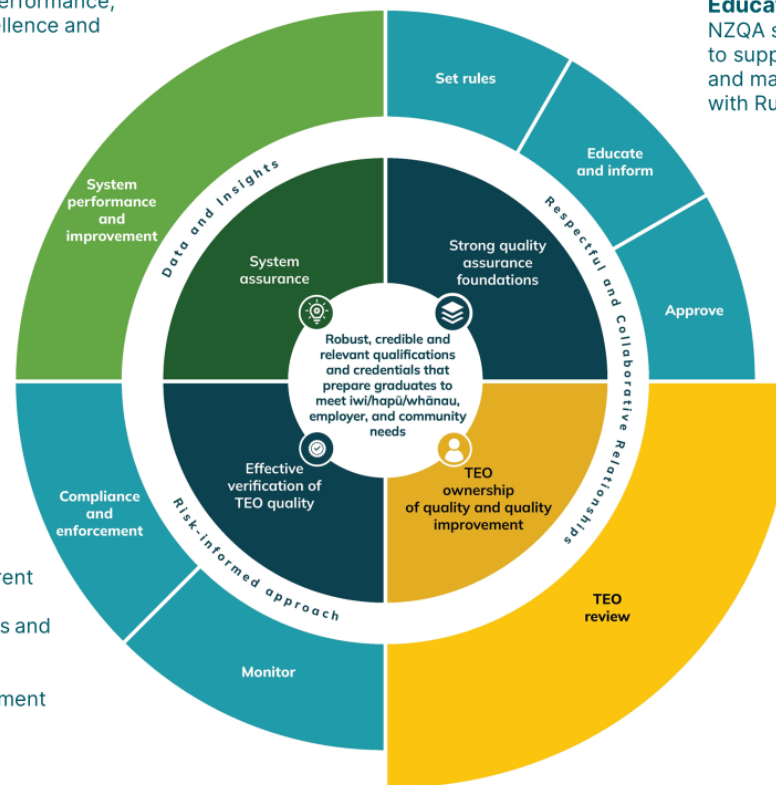 llence and
Educa
NZQA s
to supp
and ma
with Ru
Set rules
Educate
and inform
Approve
System
performance
and
improvement
Data and Insights
Respectful and Collaborative Relationships
Risk-informed approach
System
assurance
Strong quality
assurance
foundations
Robust, credible and
relevant qualifications
and credentials that
prepare graduates to
meet iwi/hapū/whānau,
employer, and community
needs
Effective
verification of
TEO quality
TEO
ownership
of quality and quality
improvement
Compliance
and
enforcement
Monitor
TEO
review
rent
s and
ment